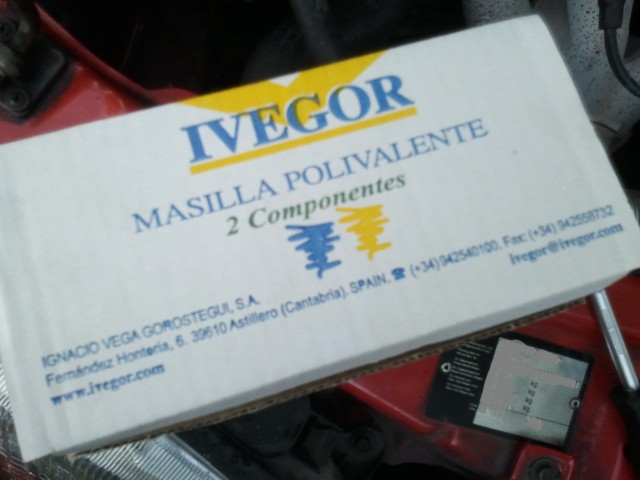 IVEGOR
MASILLA POLIVALENTE
2 Componentes
IGNACIO VEGA GOROSTEGUI, S.A.
Fernández Hontoria, 6. 39610 Astillero (Cantabria). SPAIN. ☎ (+34) 942540100. Fax: (+34) 942558732
www.ivegor.com
ivegor@ivegor.com